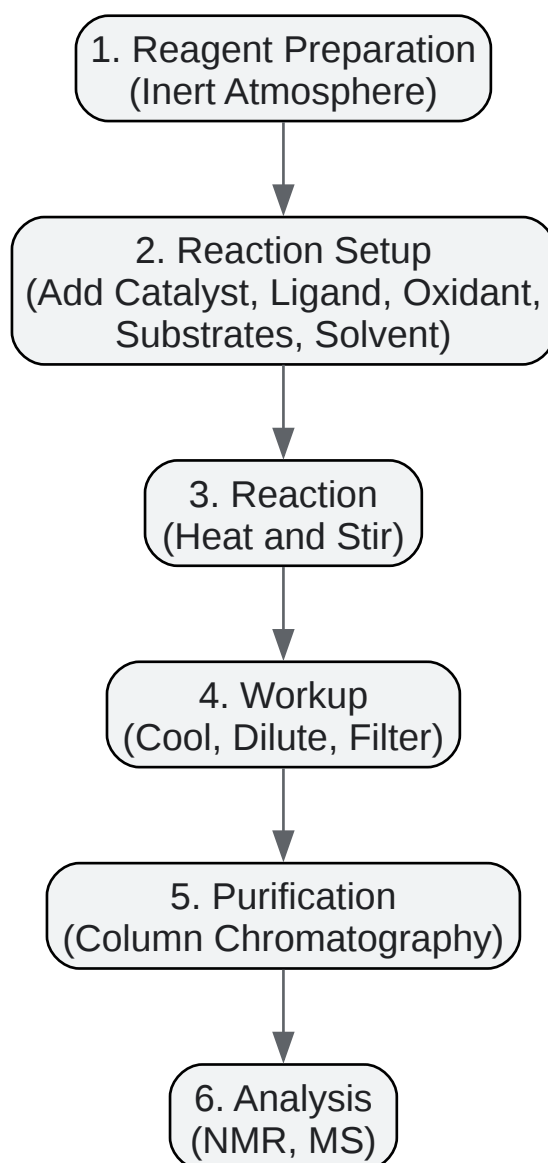 1. Reagent Preparation
(Inert Atmosphere)
2. Reaction Setup
(Add Catalyst, Ligand, Oxidant,
Substrates, Solvent)
3. Reaction
(Heat and Stir)
4. Workup
(Cool, Dilute, Filter)
5. Purification
(Column Chromatography)
6. Analysis
(NMR, MS)